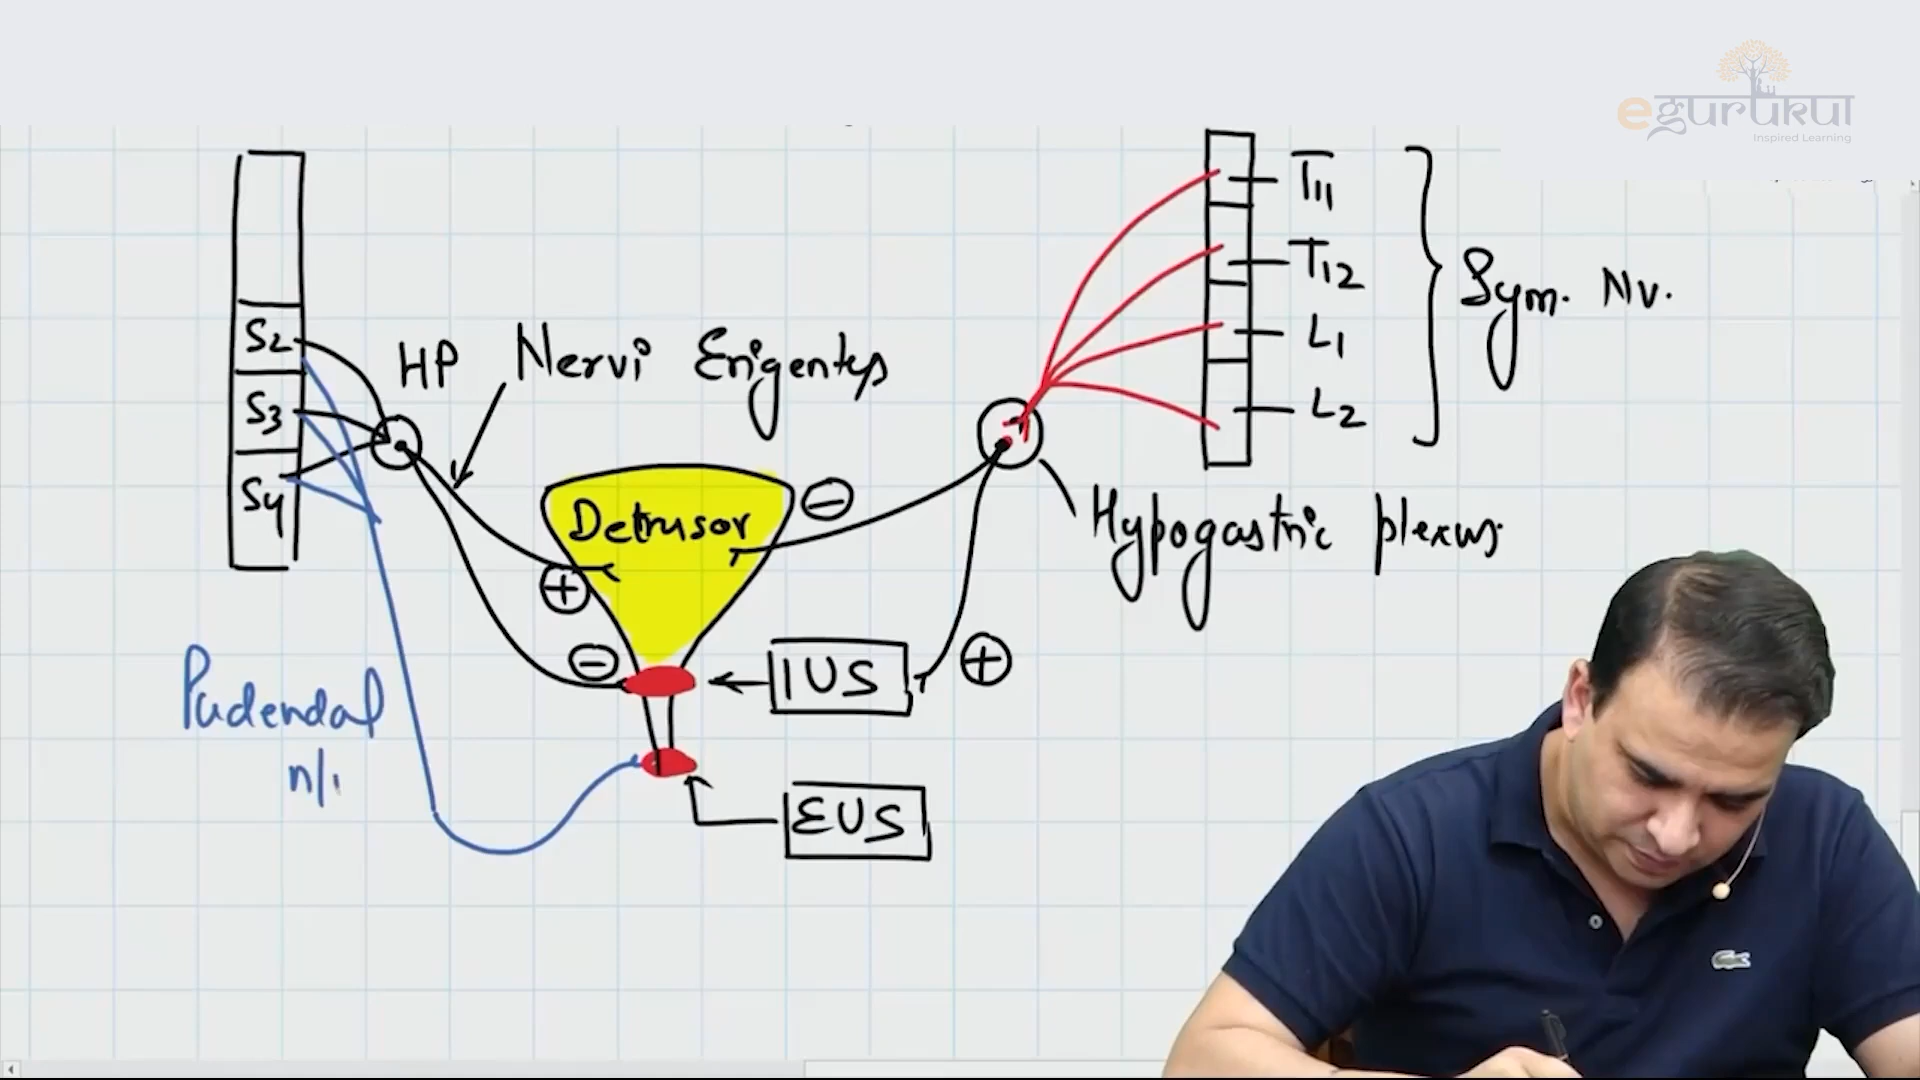 egurukul
Inspired Learning
T11
T12
L1
L2
Sym. Nv.
S2
S3
S4
HP
Nervi Erigentes
Detrusor
−
+
−
+
Hypogastric plexus
IUS
EUS
Pudendal
n/.